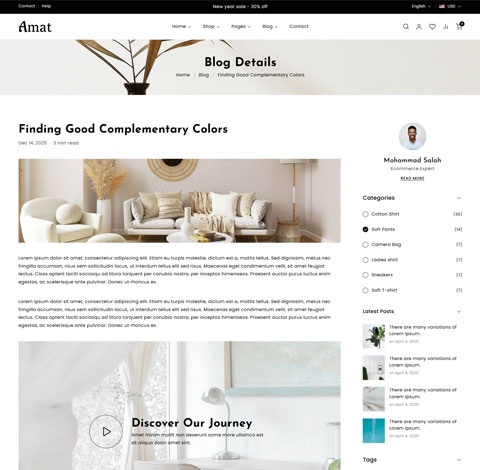 Contact
Help
New year sale - 30% off
English
USD
Amat
Home
Shop
Pages
Blog
Contact
0
Blog Details
Home / Blog / Finding Good Complementary Colors
Finding Good Complementary Colors
Dec 14, 2025
3 min read
Lorem ipsum dolor sit amet, consectetur adipiscing elit. Etiam eu turpis molestie, dictum est a, mattis tellus. Sed dignissim, metus nec
fringilla accumsan, risus sem sollicitudin lacus, ut interdum tellus elit sed risus. Maecenas eget condimentum velit, sit amet feugiat
lectus. Class aptent taciti sociosqu ad litora torquent per conubia nostra, per inceptos himenaeos. Praesent auctor purus luctus enim
egestas, ac scelerisque ante pulvinar. Donec ut rhoncus ex.
Lorem ipsum dolor sit amet, consectetur adipiscing elit. Etiam eu turpis molestie, dictum est a, mattis tellus. Sed dignissim, metus nec
fringilla accumsan, risus sem sollicitudin lacus, ut interdum tellus elit sed risus. Maecenas eget condimentum velit, sit amet feugiat
lectus. Class aptent taciti sociosqu ad litora torquent per conubia nostra, per inceptos himenaeos. Praesent auctor purus luctus enim
egestas, ac scelerisque ante pulvinar. Donec ut rhoncus ex.
Discover Our Journey
Amet minim mollit non deserunt some more ullamco est
sit aliqua dolor amet sint.
Mohammad Salah
Ecommerce Expert
READ MORE
Categories
Cotton Shirt
Soft Pants
(14)
Camera Bag
(7)
Ladies shirt
(7)
Sneakers
(7)
Soft T-shirt
(7)
Latest Posts
There are many variations of
Lorem Ipsum.
on April 6, 2025
There are many variations of
Lorem Ipsum.
on April 6, 2025
There are many variations of
Lorem Ipsum.
on April 6, 2025
There are many variations of
Lorem Ipsum.
on April 6, 2025
Tags